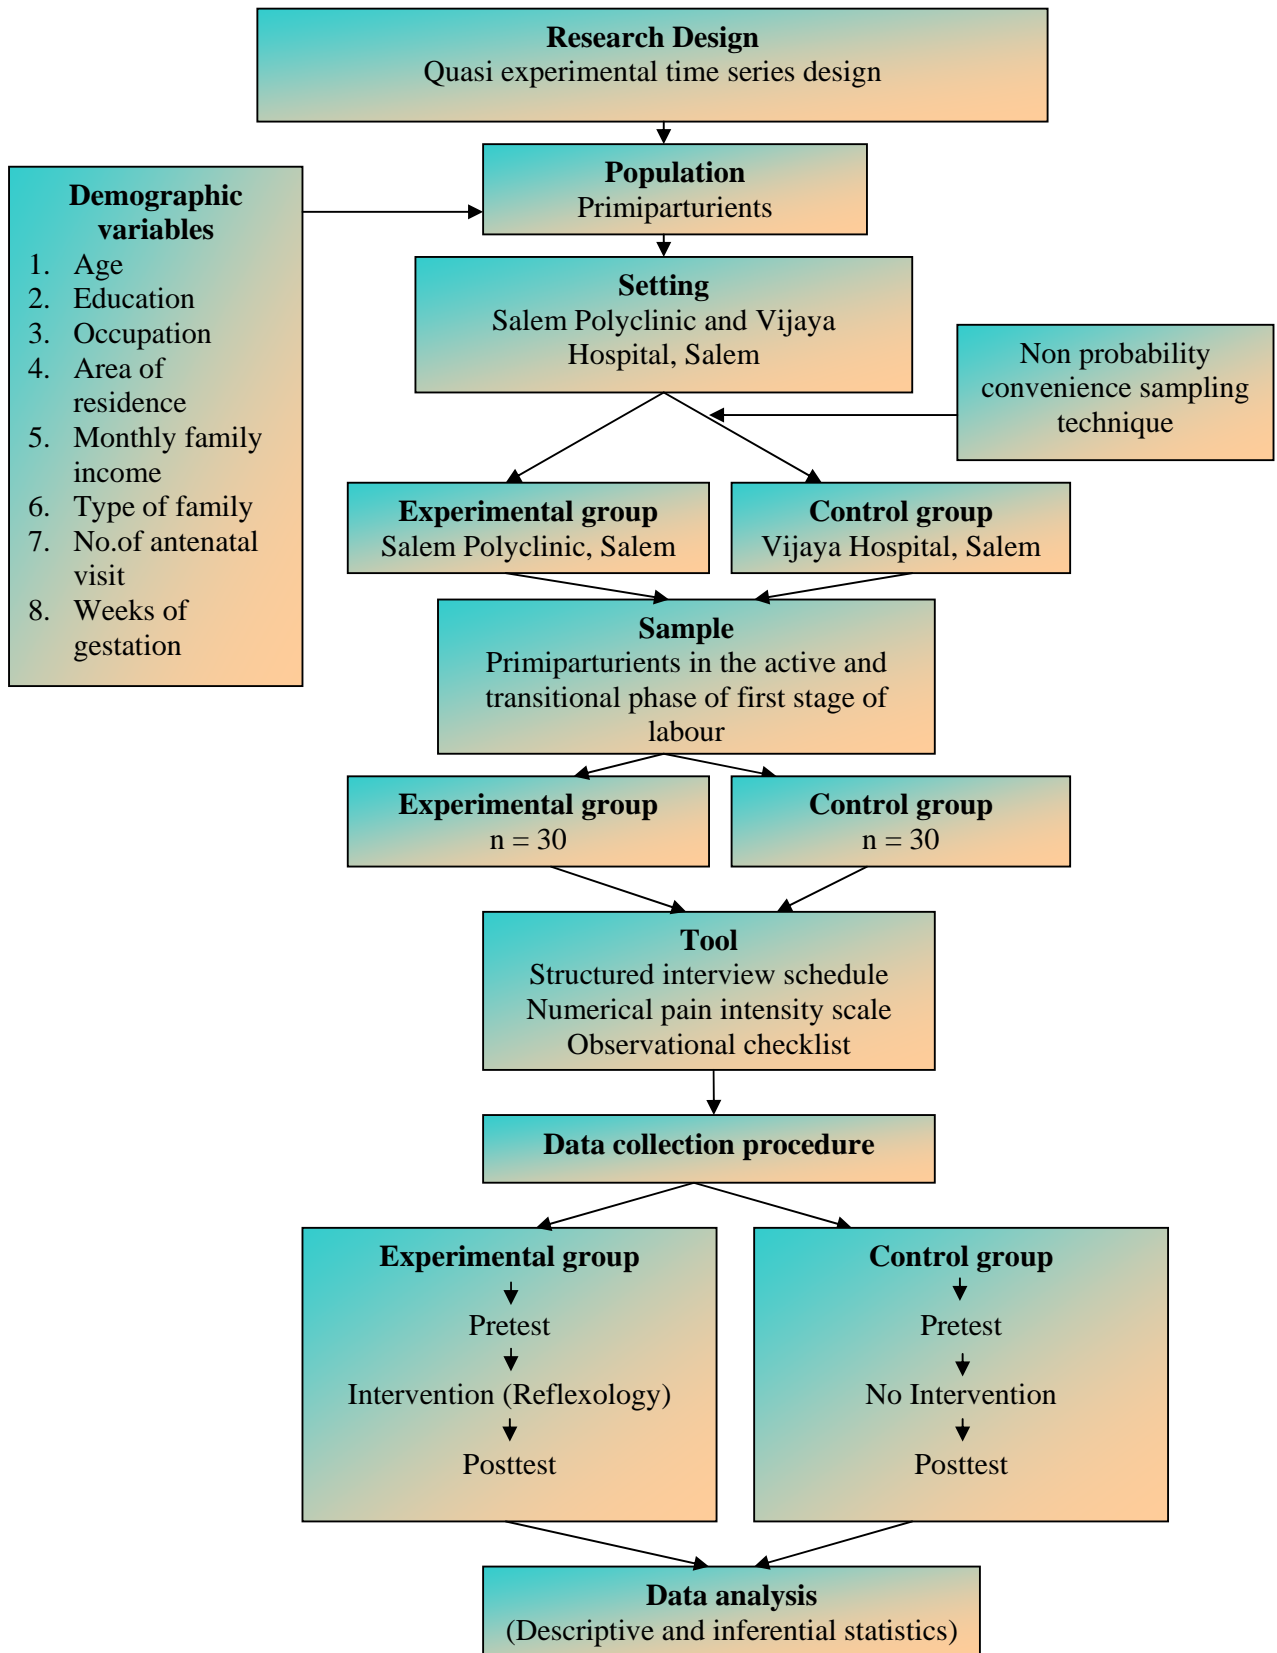 Research Design
Quasi experimental time series design
Population
Primiparturients
Demographic
variables
1. Age
2. Education
3. Occupation
4. Area of
residence
5. Monthly family
income
6. Type of family
7. No.of antenatal
visit
8. Weeks of
gestation
Setting
Salem Polyclinic and Vijaya
Hospital, Salem
Non probability
convenience sampling
technique
Experimental group
Salem Polyclinic, Salem
Control group
Vijaya Hospital, Salem
Sample
Primiparturients in the active and
transitional phase of first stage of
labour
Experimental group
n = 30
Control group
n = 30
Tool
Structured interview schedule
Numerical pain intensity scale
Observational checklist
Data collection procedure
Experimental group
Pretest
Intervention (Reflexology)
Posttest
Control group
Pretest
No Intervention
Posttest
Data analysis
(Descriptive and inferential statistics)